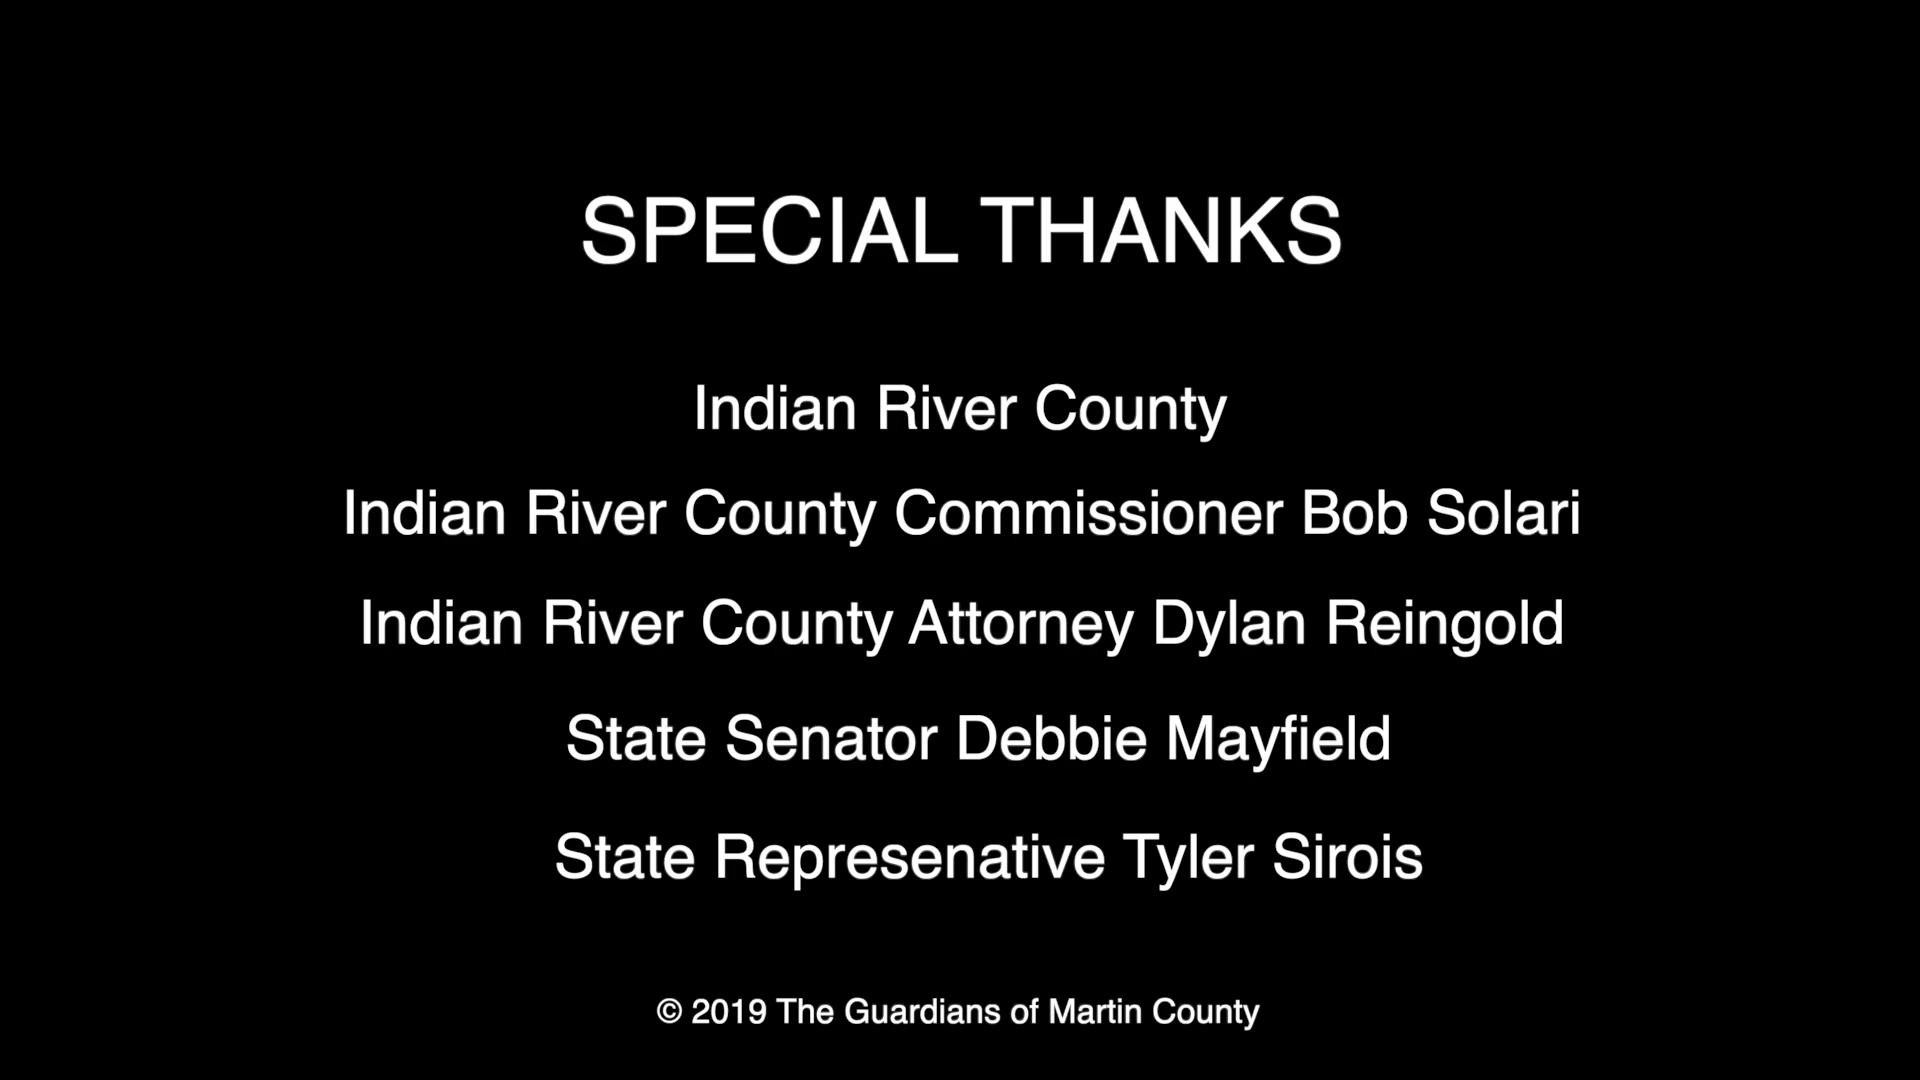 SPECIAL THANKS
Indian River County
Indian River County Commissioner Bob Solari
Indian River County Attorney Dylan Reingold
State Senator Debbie Mayfield
State Represenative Tyler Sirois
© 2019 The Guardians of Martin County